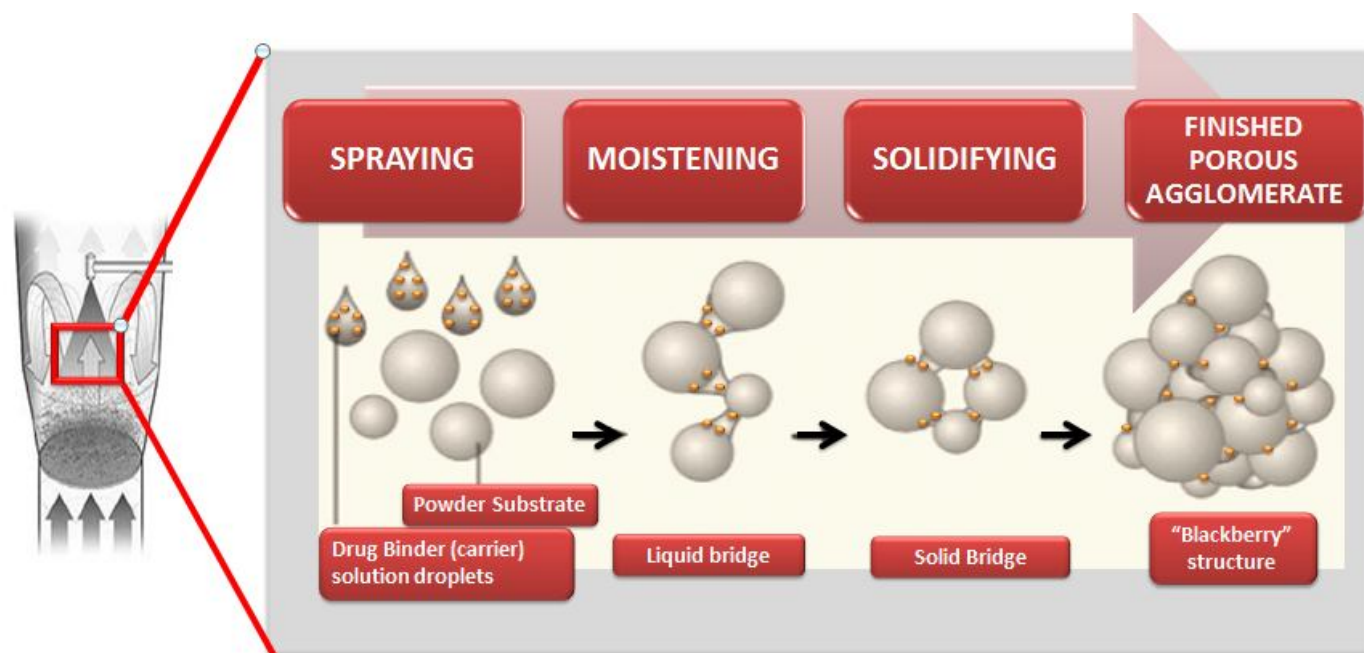 SPRAYING
MOISTENING
SOLIDIFYING
FINISHED
POROUS
AGGLOMERATE
Powder Substrate
Drug Binder (carrier)
solution droplets
Liquid bridge
Solid Bridge
“Blackberry”
structure